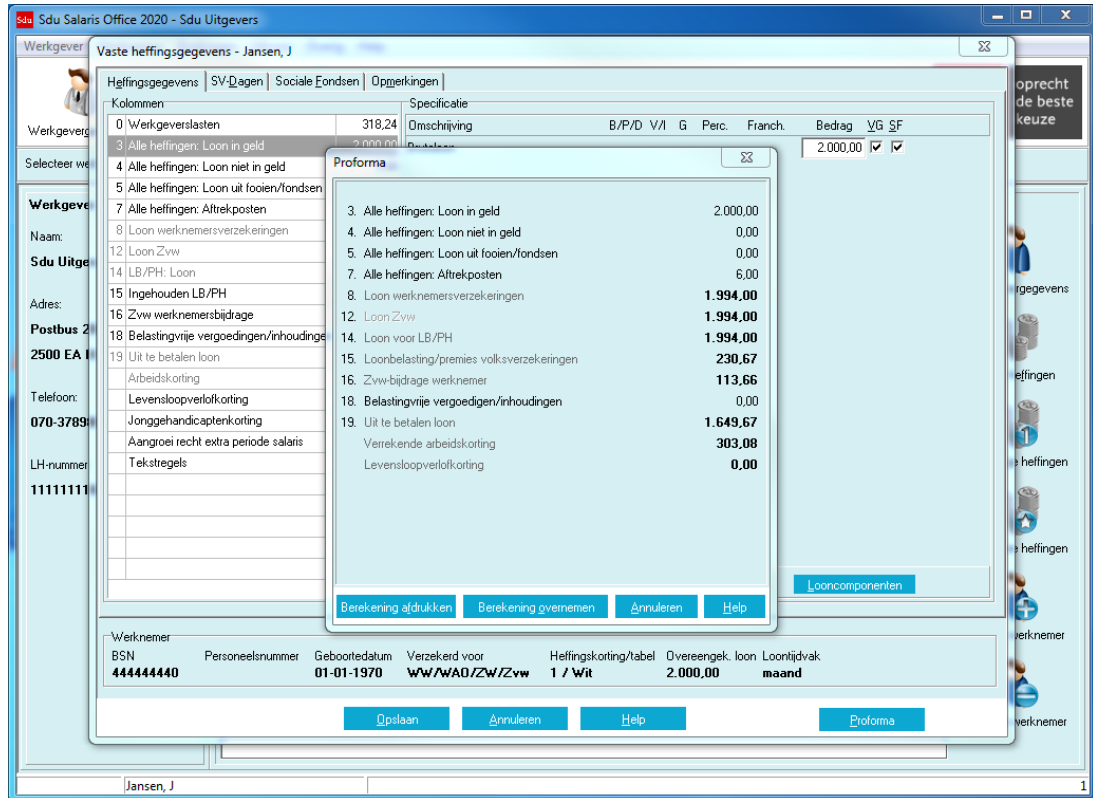 Sdu Sdu Salaris Office 2020 - Sdu Uitgevers
Werkgever
Vaste heffingsgegevens - Jansen, J
Heffingsgegevens SV-Dagen Sociale Fondsen Opmerkingen
oprecht
de beste
keuze
Kolommen
Specificatie
Omschrijving B/P/D V/I G Perc. Franch. Bedrag VG SF
2.000,00
0 Werkgeverslasten 318,24
3 Alle heffingen: Loon in geld 2.000,00
4 Alle heffingen: Loon niet in geld
5 Alle heffingen: Loon uit fooien/fondsen
7 Alle heffingen: Aftrekposten
8 Loon werknemersverzekeringen
12 Loon Zvw
14 LB/PH: Loon
15 Ingehouden LB/PH
16 Zvw werknemersbijdrage
18 Belastingvrije vergoedingen/inhoudinge
19 Uit te betalen loon
Arbeidskorting
Levensloopverlofkorting
Jonggehandicaptenkorting
Aangroei recht extra periode salaris
Tekstregels
Selecteer we
Werkgeve
Naam:
Sdu Uitge
Adres:
Postbus 2
2500 EA
Telefoon:
070-3789
LH-nummer
11111111
Proforma
3. Alle heffingen: Loon in geld 2.000,00
4. Alle heffingen: Loon niet in geld 0,00
5. Alle heffingen: Loon uit fooien/fondsen 0,00
7. Alle heffingen: Aftrekposten 6,00
8. Loon werknemersverzekeringen 1.994,00
12. Loon Zvw 1.994,00
14. Loon voor LB/PH 1.994,00
15. Loonbelasting/premies volksverzekeringen 230,67
16. Zvw-bijdrage werknemer 113,66
18. Belastingvrije vergoedigen/inhoudingen 0,00
19. Uit te betalen loon 1.649,67
Verrekende arbeidskorting 303,08
Levensloopverlofkorting 0,00
Berekening afdrukken Berekening overnemen Annuleren Help
Looncomponenten
Werknemer
BSN Personeelsnummer Geboortedatum Verzekerd voor Heffingskorting/tabel Overeengek. loon Loontijdvak
444444440 01-01-1970 WW/WAO/ZW/Zvw 1 / Wit 2.000,00 maand
Opslaan Annuleren Help Proforma
rgegevens
effingen
heffingen
heffingen
werknemer
werknemer
Jansen, J 1